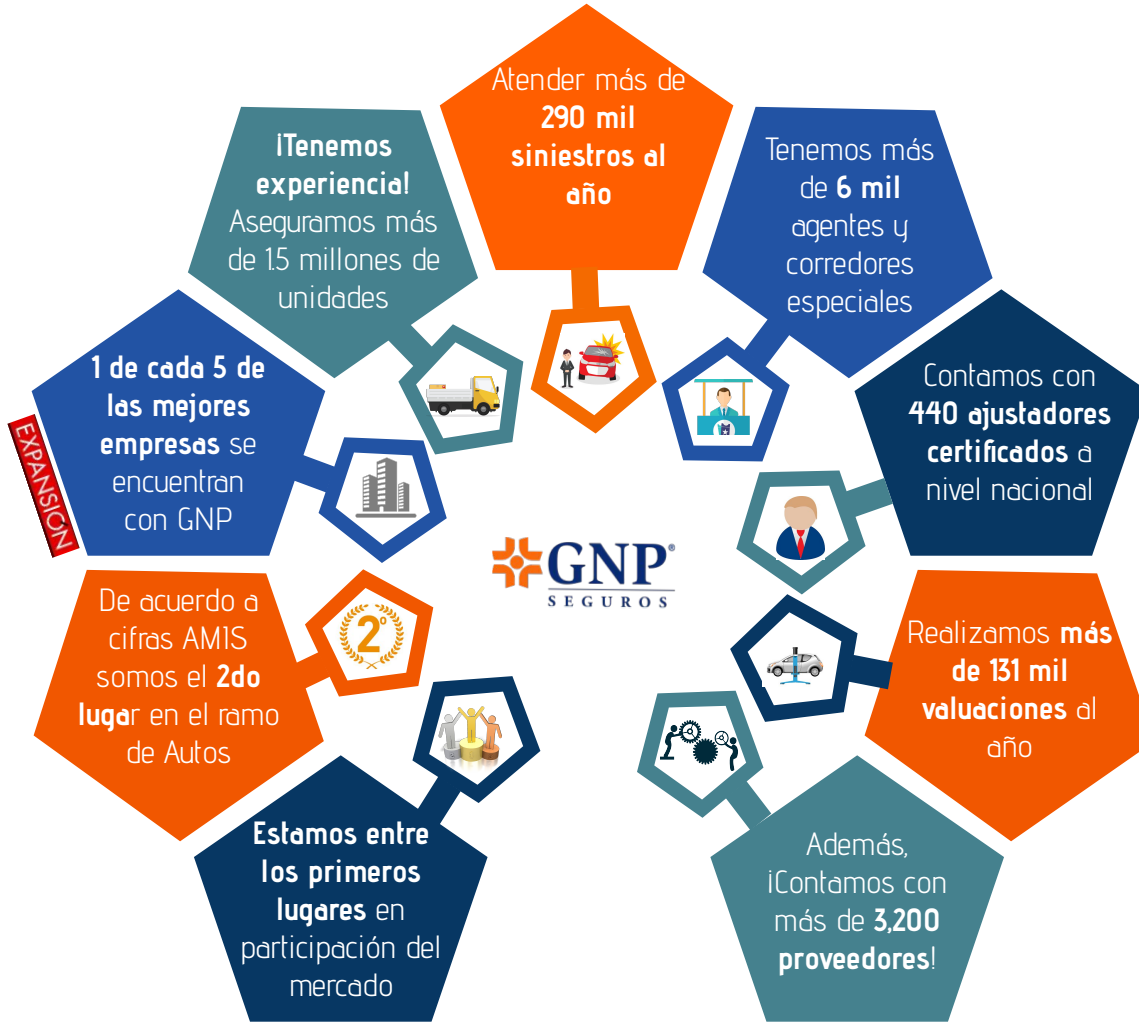 Atender más de
290 mil
siniestros al
año
¡Tenemos
experiencia!
Aseguramos más
de 1.5 millones de
unidades
Tenemos más
de 6 mil
agentes y
corredores
especiales
1 de cada 5 de
las mejores
empresas se
encuentran
con GNP
EXPANSIÓN
Contamos con
440 ajustadores
certificados a
nivel nacional
GNP®
SEGUROS
De acuerdo a
cifras AMIS
somos el 2do
lugar en el ramo
de Autos
2º
Realizamos más
de 131 mil
valuaciones al
año
Estamos entre
los primeros
lugares en
participación del
mercado
Además,
¡Contamos con
más de 3,200
proveedores!